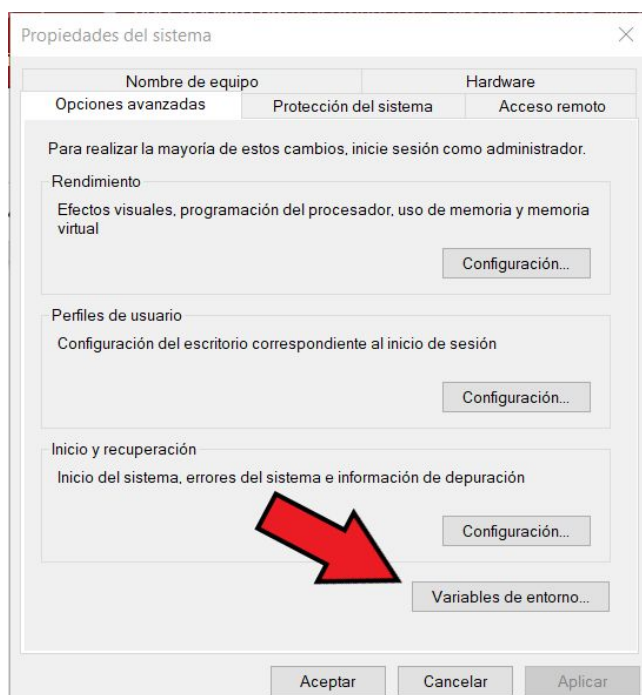 Propiedades del sistema
Nombre de equipo
Hardware
Opciones avanzadas
Protección del sistema
Acceso remoto
Para realizar la mayoría de estos cambios, inicie sesión como administrador.
Rendimiento
Efectos visuales, programación del procesador, uso de memoria y memoria
virtual
Configuración...
Perfiles de usuario
Configuración del escritorio correspondiente al inicio de sesión
Configuración...
Inicio y recuperación
Inicio del sistema, errores del sistema e información de depuración
Configuración...
Variables de entorno...
Aceptar
Cancelar
Aplicar